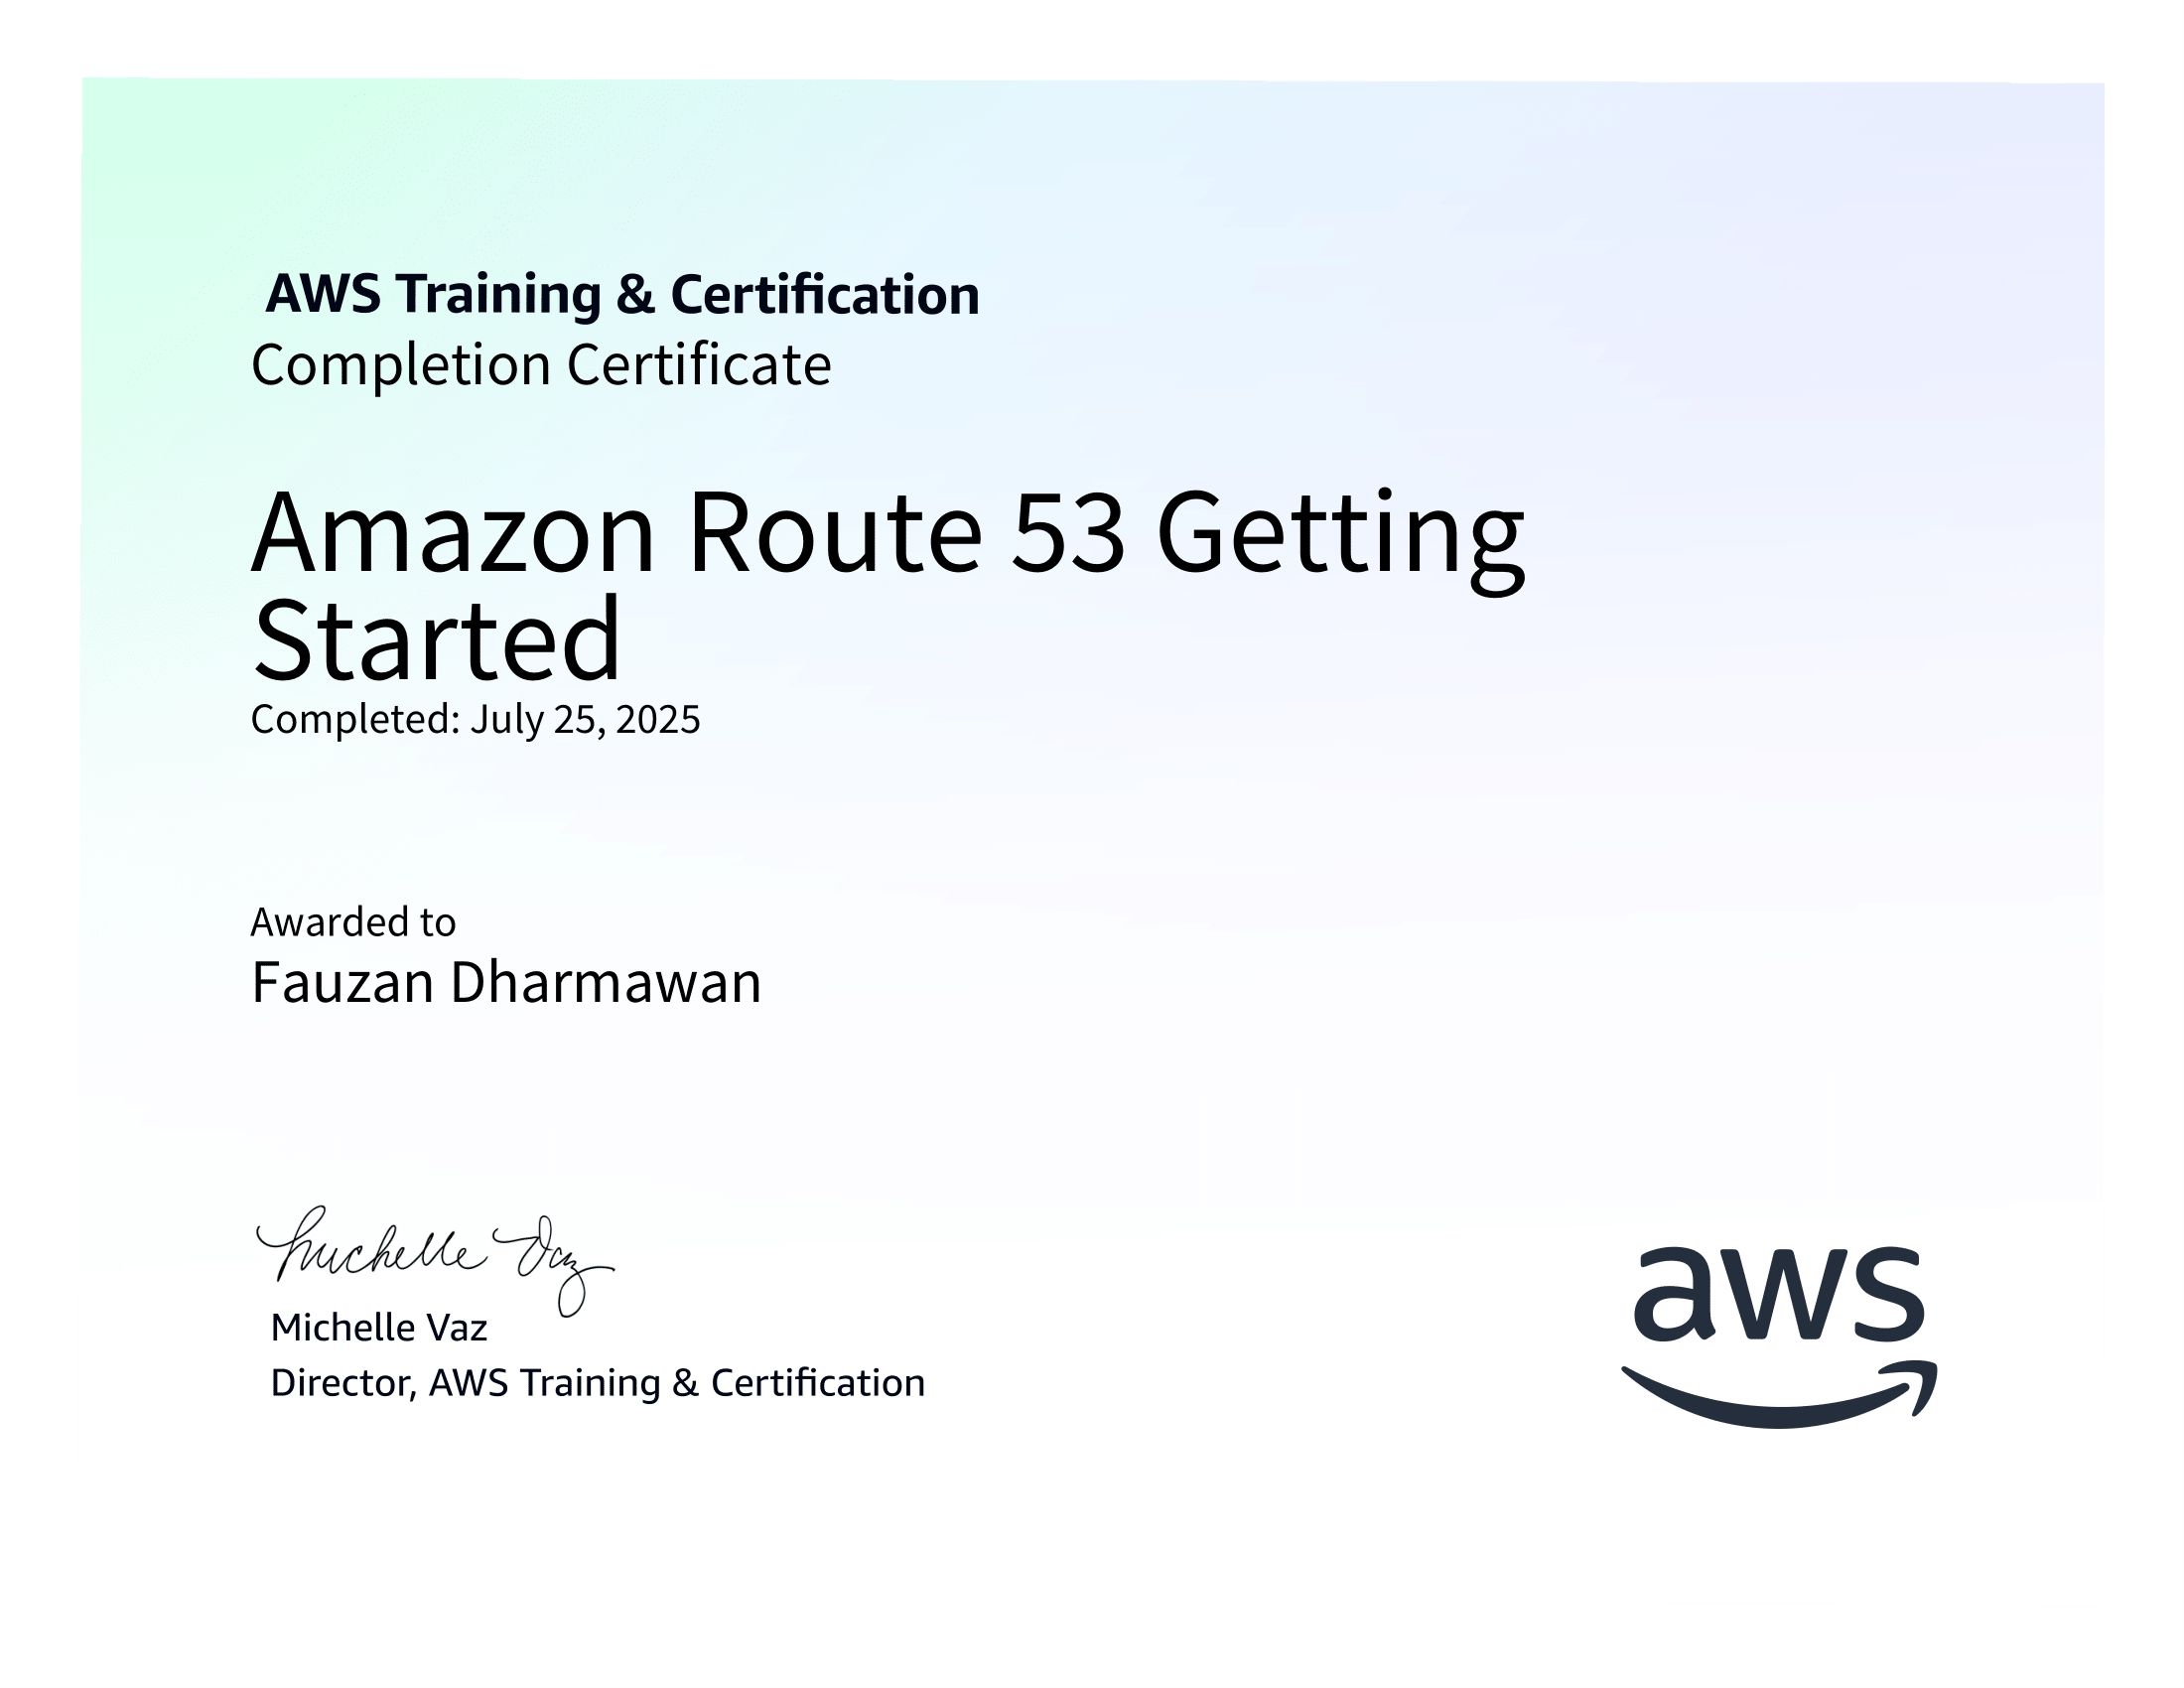 AWS Training & Certification
Completion Certificate
Amazon Route 53 Getting
Started
Completed: July 25, 2025
Awarded to
Fauzan Dharmawan
Michelle Vaz
Michelle Vaz
Director, AWS Training & Certification
aws